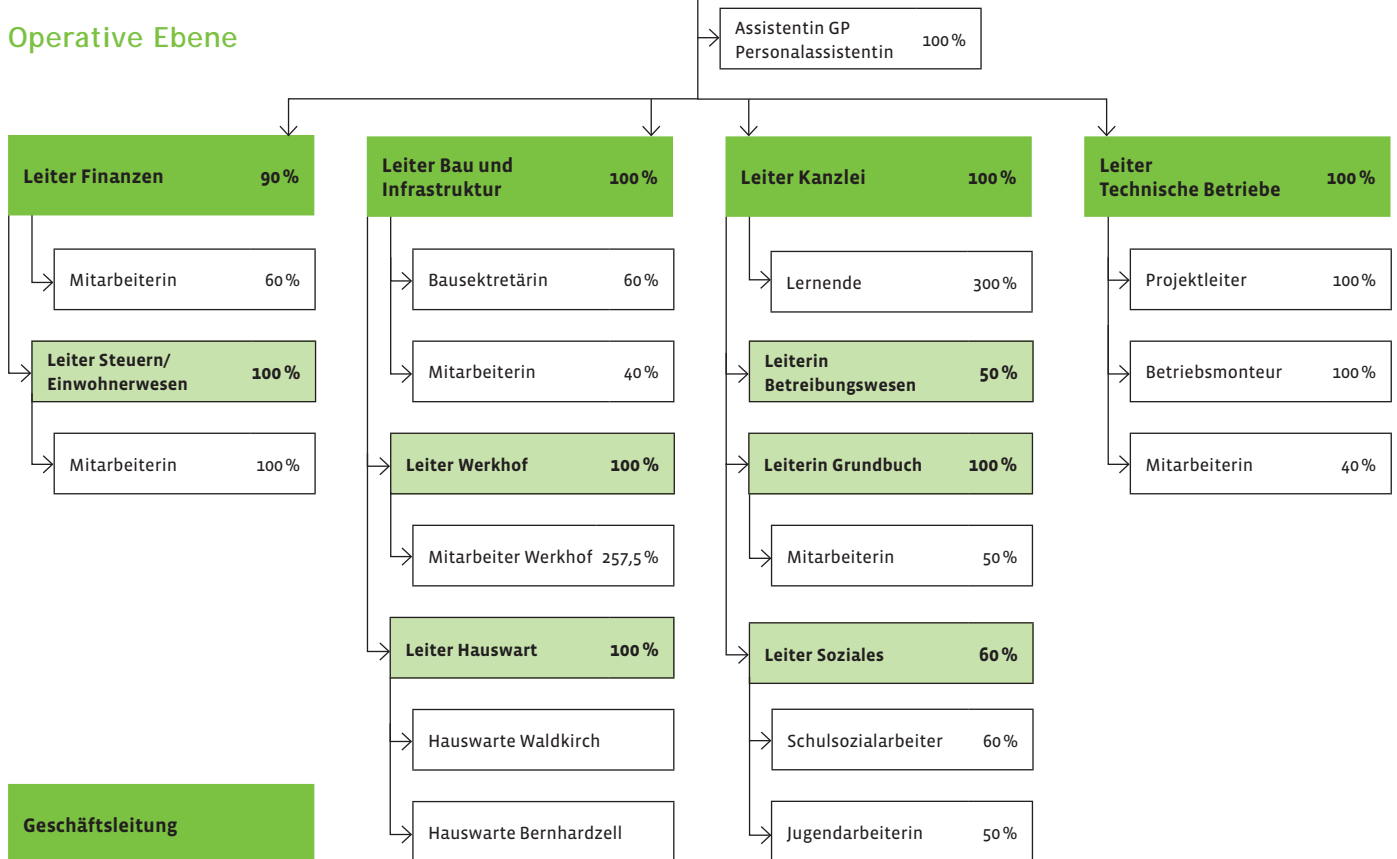 Operative Ebene
Assistentin GP
Personalassistentin 100 %
Leiter Finanzen 90 %
Mitarbeiterin 60 %
Leiter Steuern/
Einwohnerwesen 100 %
Mitarbeiterin 100 %
Leiter Bau und
Infrastruktur 100 %
Bausektretärin 60 %
Mitarbeiterin 40 %
Leiter Werkhof 100 %
Mitarbeiter Werkhof 257,5 %
Leiter Hauswart 100 %
Hauswarte Waldkirch
Hauswarte Bernhardzell
Leiter Kanzlei 100 %
Lernende 300 %
Leiterin
Betreibungswesen 50 %
Leiterin Grundbuch 100 %
Mitarbeiterin 50 %
Leiter Soziales 60 %
Schulsozialarbeiter 60 %
Jugendarbeiterin 50 %
Leiter
Technische Betriebe 100 %
Projektleiter 100 %
Betriebsmonteur 100 %
Mitarbeiterin 40 %
Geschäftsleitung